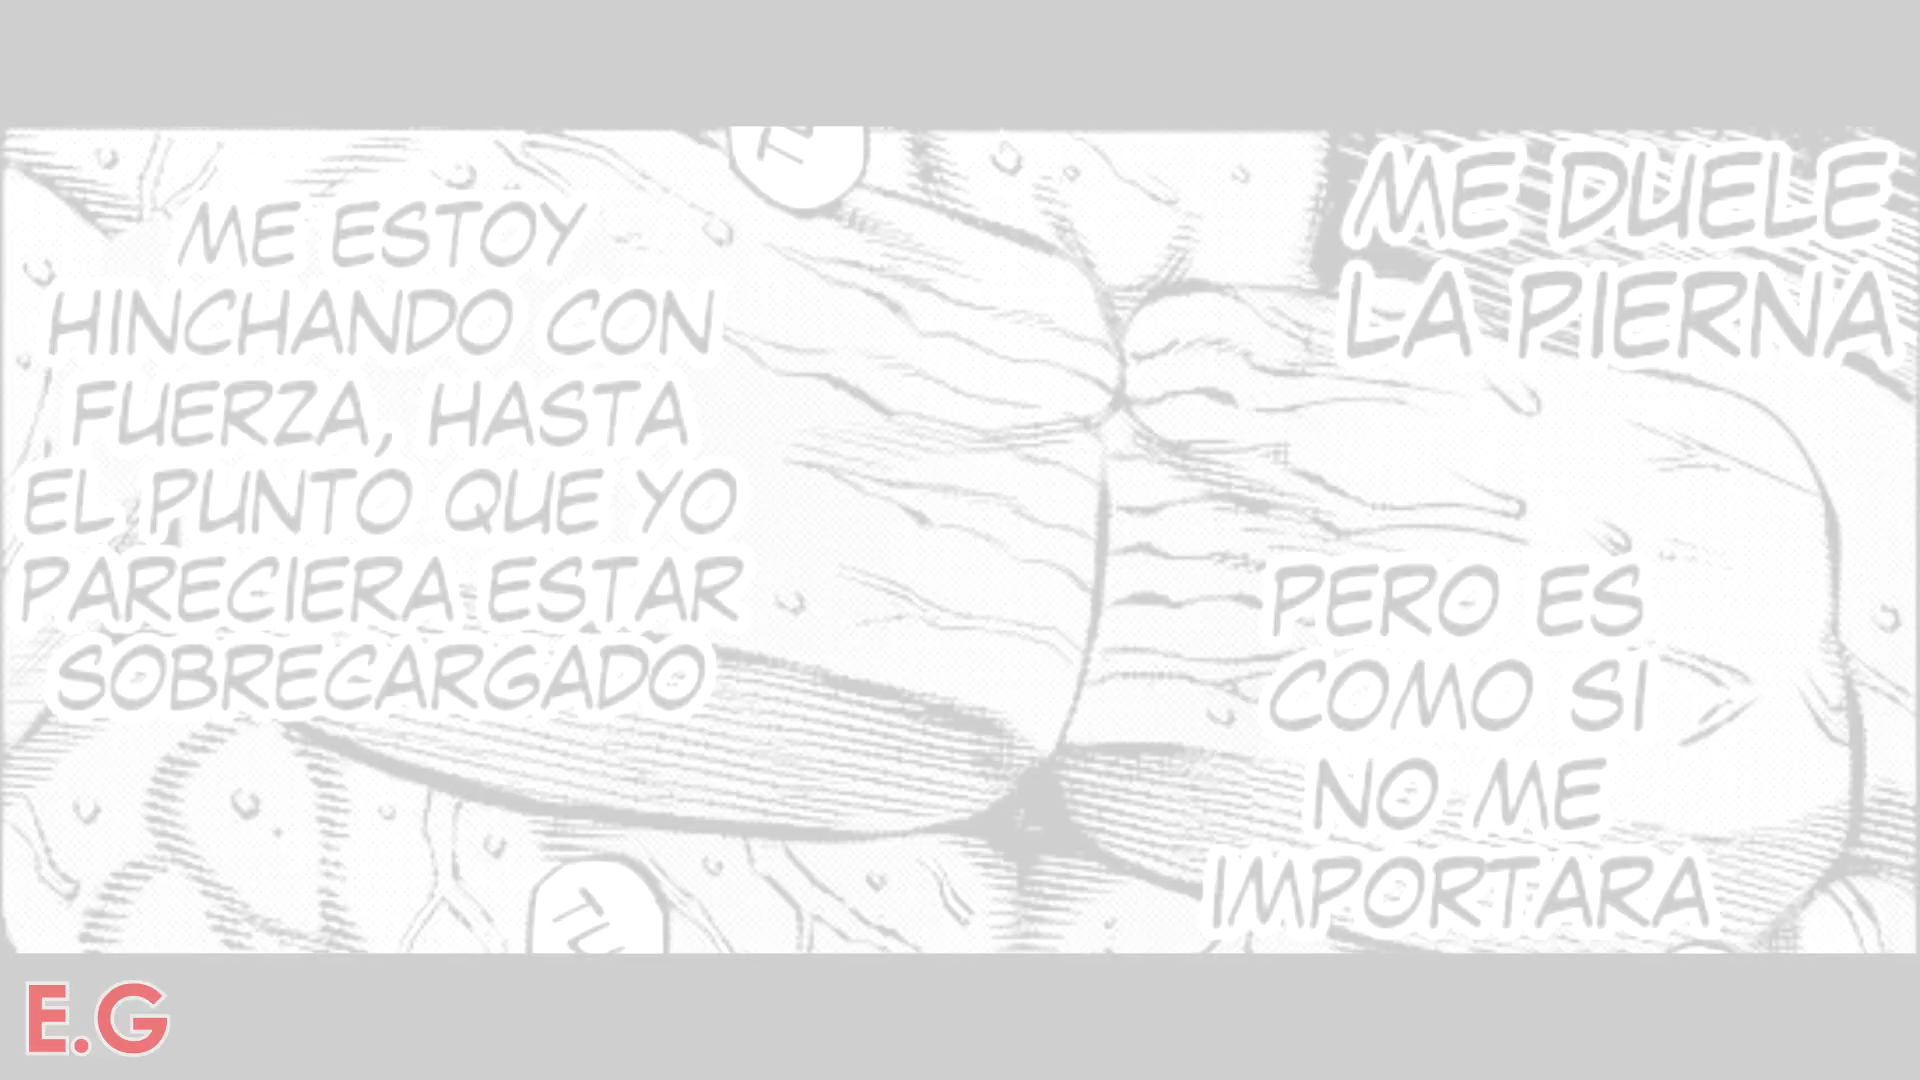 ME DUELE
LA PIERNA
ME ESTOY
HINCHANDO CON
FUERZA, HASTA
EL PUNTO QUE YO
PARECIERA ESTAR
SOBRECARGADO
PERO ES
COMO SI
NO ME
IMPORTARA
E.G